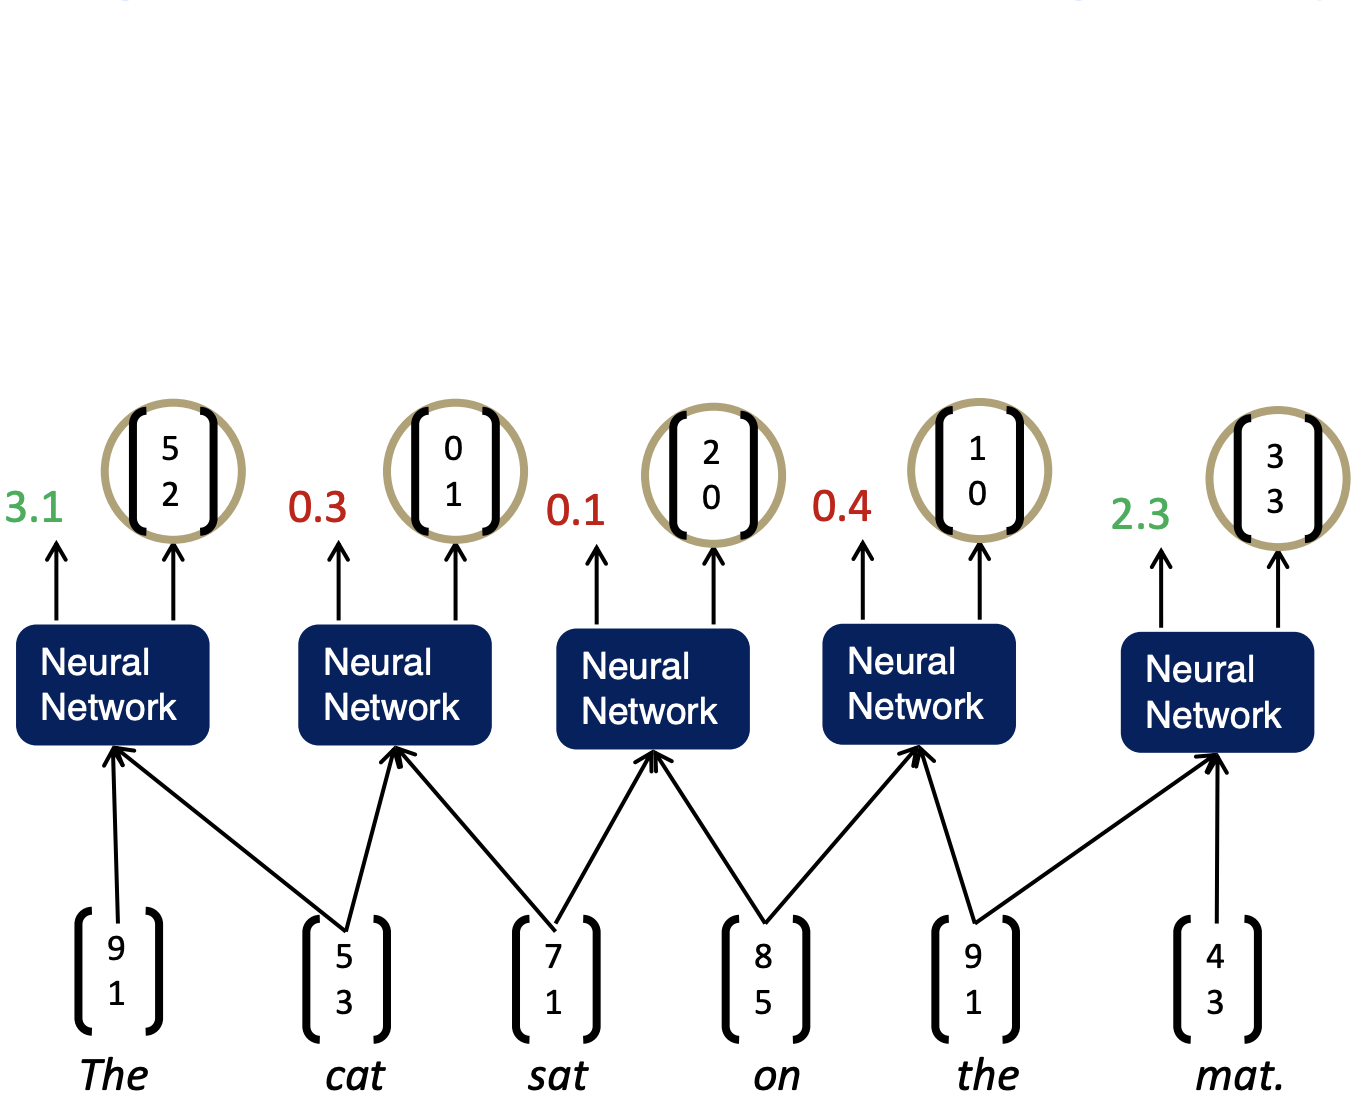 5 0 2 1 3
2 1 0 0 3
3.1 0.3 0.1 0.4 2.3
Neural Neural Neural Neural Neural
Network Network Network Network Network
9 5 7 8 9 4
1 3 1 5 1 3
The cat sat on the mat.